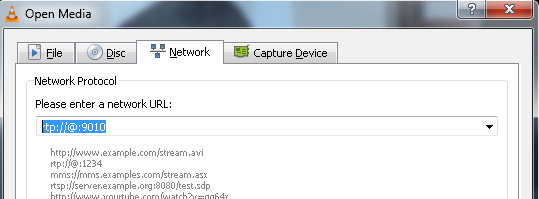 Open Media
File Disc Network Capture Device
Network Protocol
Please enter a network URL:
rtp://@:9010
http://www.example.com/stream.avi
rtp://@:1234
mms://mms.examples.com/stream.asx
rtsp://server.example.org:8080/test.sdp
http://www.yourtube.com/watch?v=gg64x